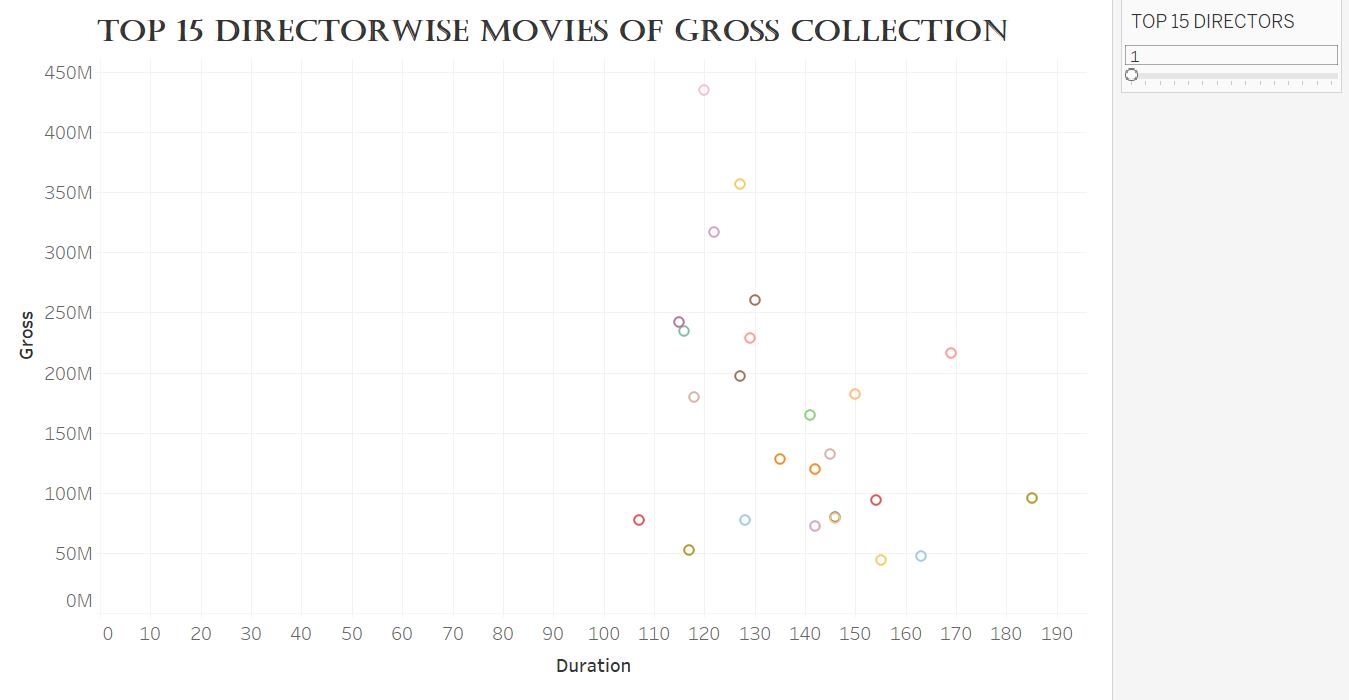 TOP 15 DIRECTORWISE MOVIES OF GROSS COLLECTION
TOP 15 DIRECTORS
1
450M
400M
350M
300M
250M
200M
150M
100M
50M
0M
Gross
0 10 20 30 40 50 60 70 80 90 100 110 120 130 140 150 160 170 180 190
Duration